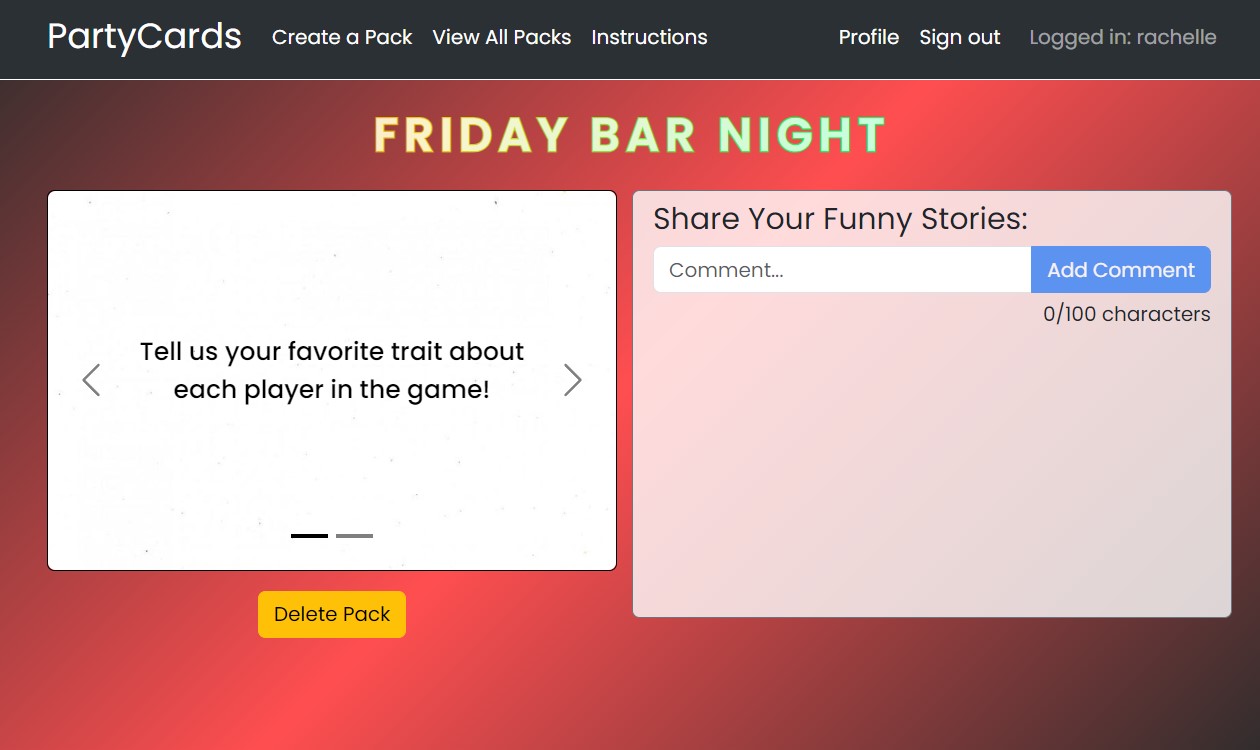 PartyCards Create a Pack View All Packs Instructions Profile Sign out Logged in: rachelle
FRIDAY BAR NIGHT
Tell us your favorite trait about
each player in the game!
Delete Pack
Share Your Funny Stories:
Comment... Add Comment
0/100 characters